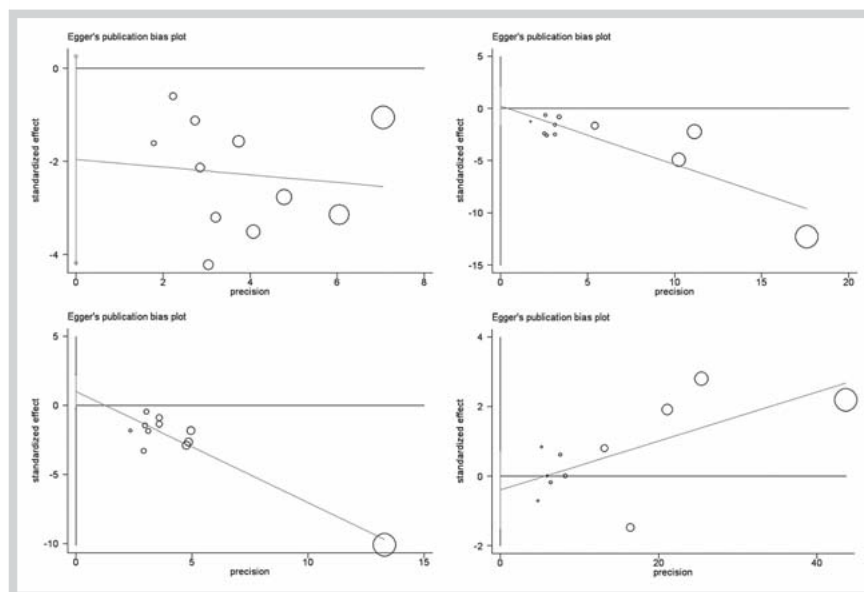 Egger's publication bias plot
standardized effect
0
-2
-4
0
2
4
6
8
precision
Egger's publication bias plot
standardized effect
5
0
-5
-10
-15
0
5
10
15
20
precision
Egger's publication bias plot
standardized effect
5
0
-5
-10
0
5
10
15
precision
Egger's publication bias plot
standardized effect
4
2
0
-2
0
20
40
precision